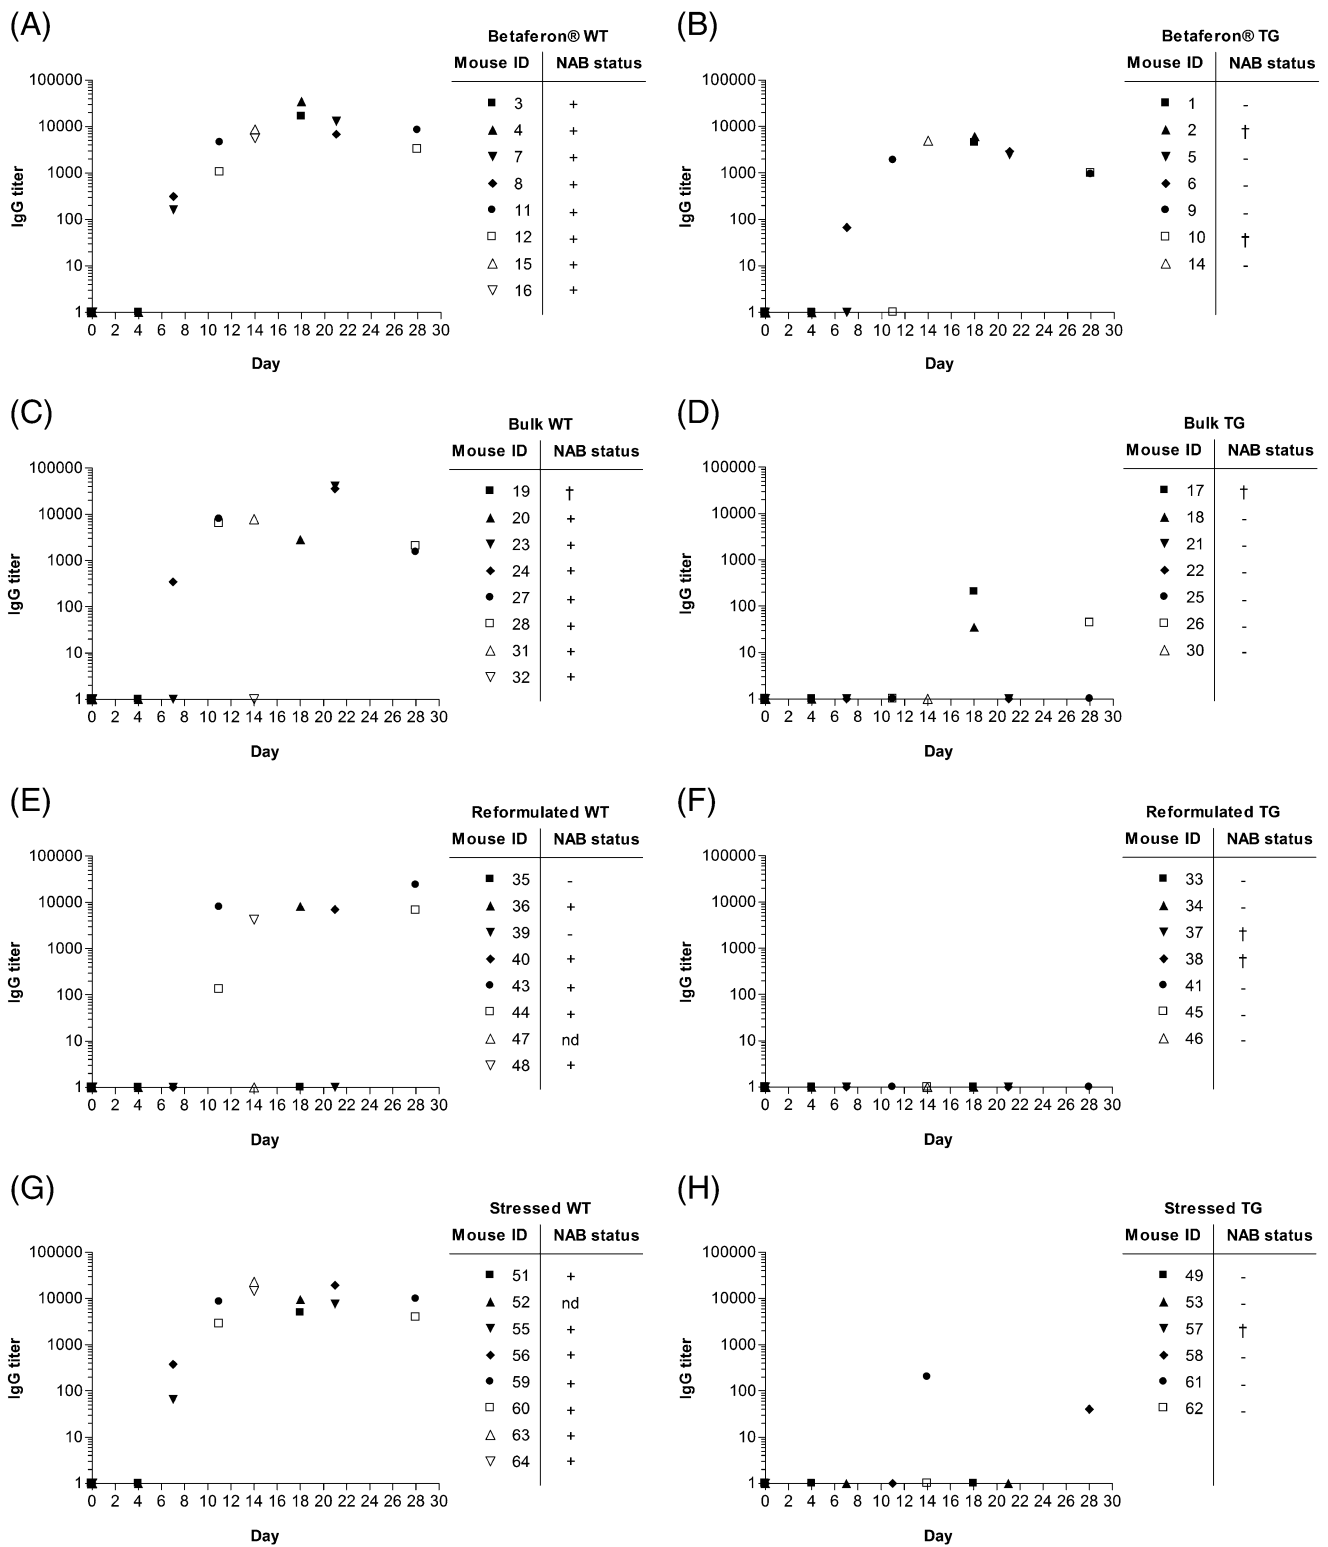 (A)
Betaferon® WT
Mouse ID NAB status
3 +
4 +
7 +
8 +
11 +
12 +
15 +
16 +
100000
10000
1000
100
10
1
IgG titer
0 2 4 6 8 10 12 14 16 18 20 22 24 26 28 30
Day
(B)
Betaferon® TG
Mouse ID NAB status
1 -
2 †
5 -
6 -
9 -
10 †
14 -
100000
10000
1000
100
10
1
IgG titer
0 2 4 6 8 10 12 14 16 18 20 22 24 26 28 30
Day
(C)
Bulk WT
Mouse ID NAB status
19 †
20 +
23 +
24 +
27 +
28 +
31 +
32 +
100000
10000
1000
100
10
1
IgG titer
0 2 4 6 8 10 12 14 16 18 20 22 24 26 28 30
Day
(D)
Bulk TG
Mouse ID NAB status
17 †
18 -
21 -
22 -
25 -
26 -
30 -
100000
10000
1000
100
10
1
IgG titer
0 2 4 6 8 10 12 14 16 18 20 22 24 26 28 30
Day
(E)
Reformulated WT
Mouse ID NAB status
35 -
36 +
39 -
40 +
43 +
44 +
47 nd
48 +
100000
10000
1000
100
10
1
IgG titer
0 2 4 6 8 10 12 14 16 18 20 22 24 26 28 30
Day
(F)
Reformulated TG
Mouse ID NAB status
33 -
34 -
37 †
38 †
41 -
45 -
46 -
100000
10000
1000
100
10
1
IgG titer
0 2 4 6 8 10 12 14 16 18 20 22 24 26 28 30
Day
(G)
Stressed WT
Mouse ID NAB status
51 +
52 nd
55 +
56 +
59 +
60 +
63 +
64 +
100000
10000
1000
100
10
1
IgG titer
0 2 4 6 8 10 12 14 16 18 20 22 24 26 28 30
Day
(H)
Stressed TG
Mouse ID NAB status
49 -
53 -
57 †
58 -
61 -
62 -
100000
10000
1000
100
10
1
IgG titer
0 2 4 6 8 10 12 14 16 18 20 22 24 26 28 30
Day